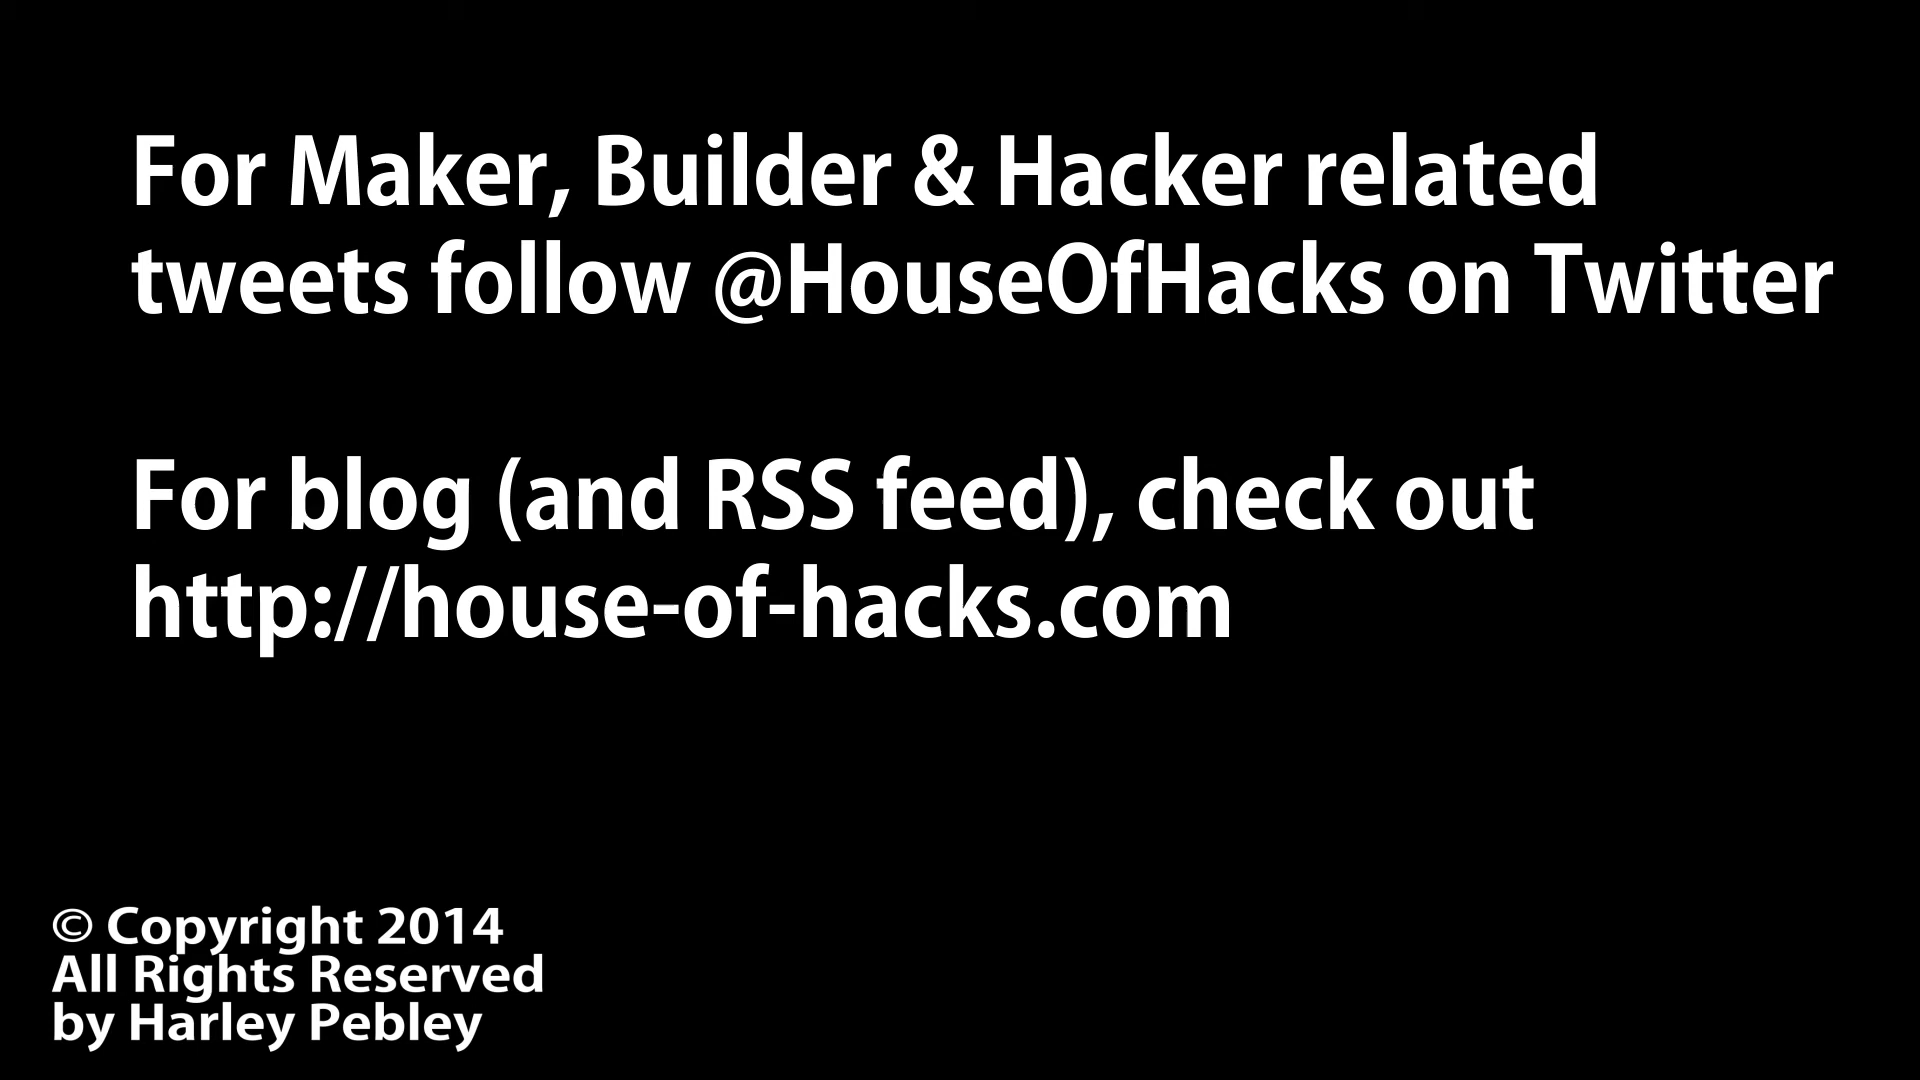 For Maker, Builder & Hacker related
tweets follow @HouseOfHacks on Twitter
For blog (and RSS feed), check out
http://house-of-hacks.com
© Copyright 2014
All Rights Reserved
by Harley Pebley